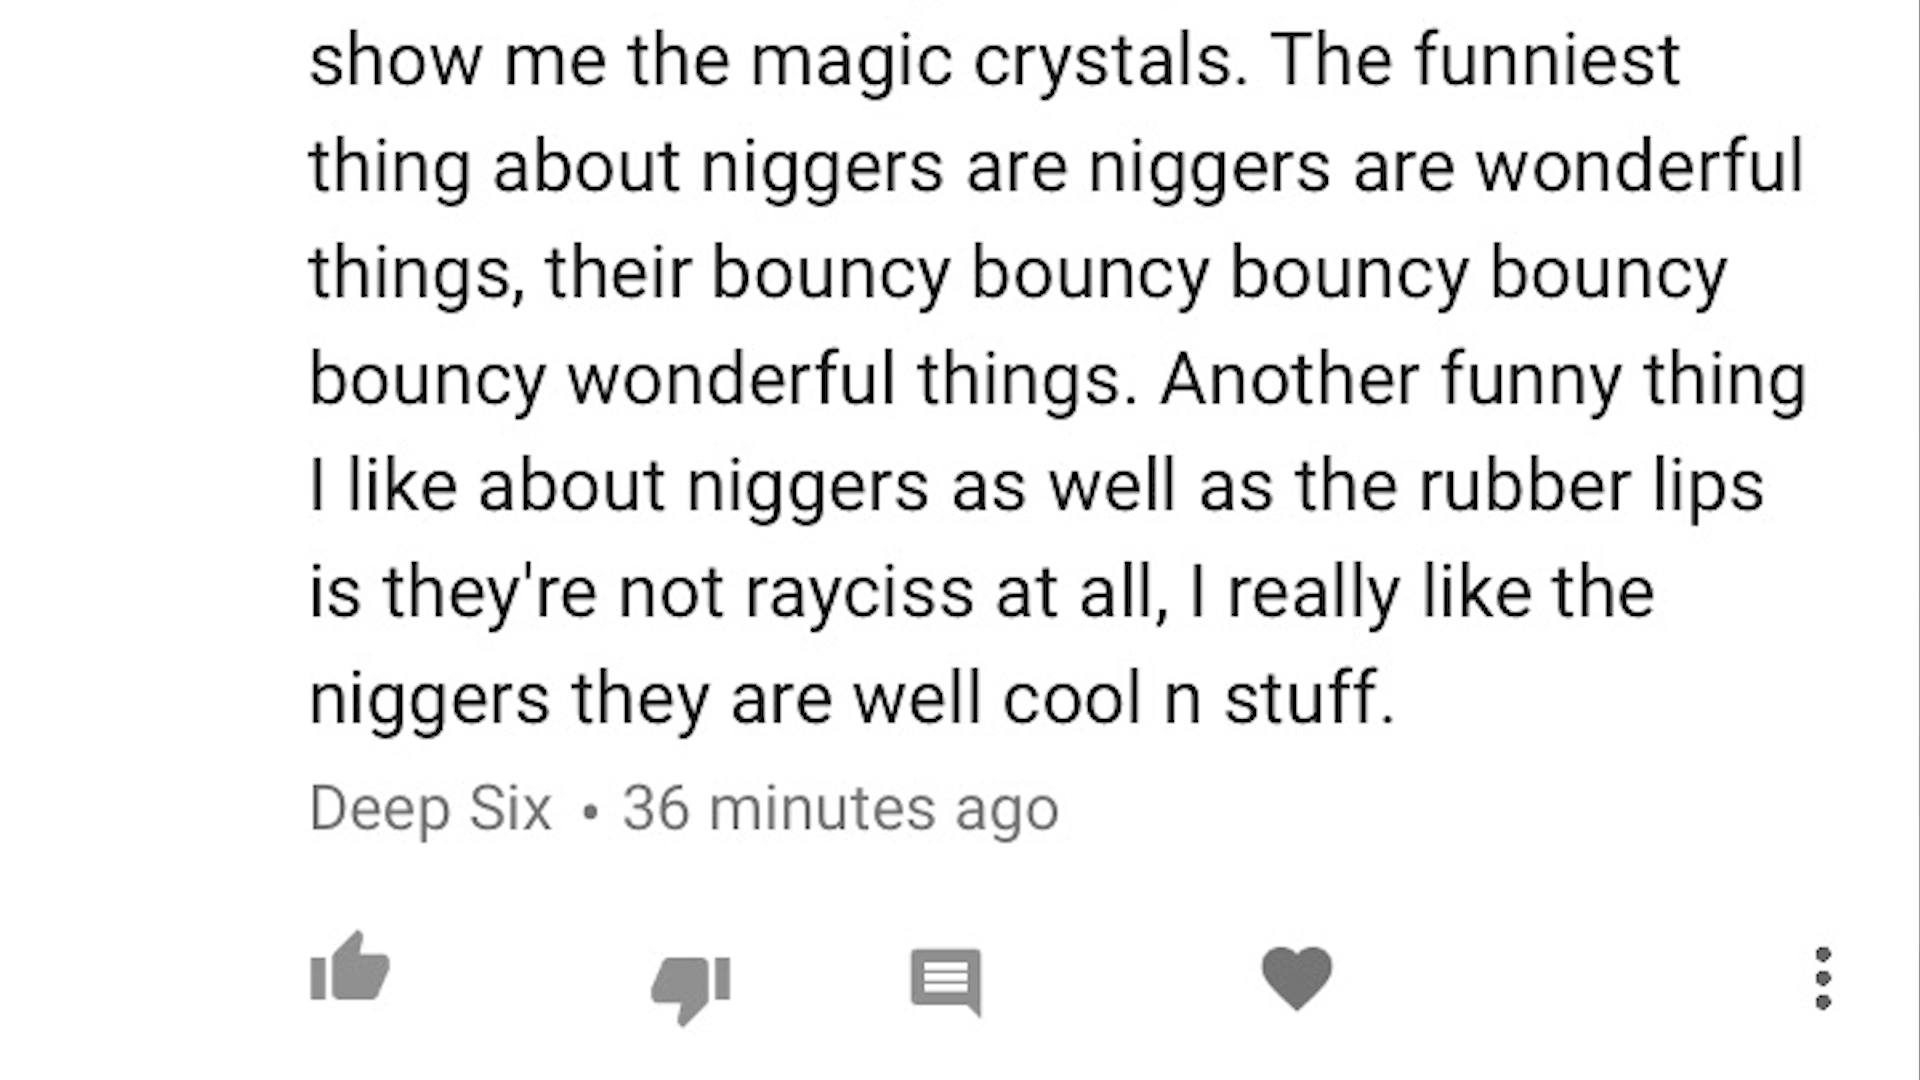 show me the magic crystals. The funniest
thing about niggers are niggers are wonderful
things, their bouncy bouncy bouncy bouncy
bouncy wonderful things. Another funny thing
I like about niggers as well as the rubber lips
is they're not rayciss at all, I really like the
niggers they are well cool n stuff.
Deep Six • 36 minutes ago